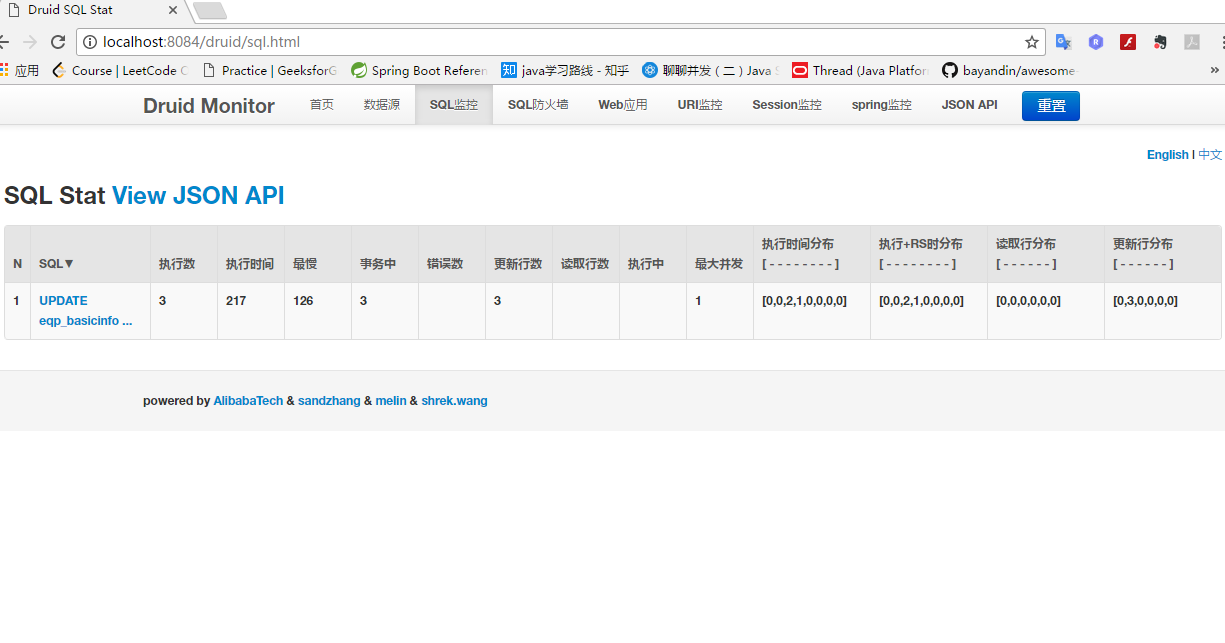 Druid SQL Stat
localhost:8084/druid/sql.html
应用 Course | LeetCode C Practice | GeeksforG Spring Boot Referen java学习路线 - 知乎 聊聊并发（二）Java S Thread (Java Platfor bayandin/awesome
Druid Monitor 首页 数据源 SQL监控 SQL防火墙 Web应用 URI监控 Session监控 spring监控 JSON API 重置
English | 中文
SQL Stat View JSON API
N SQL▼ 执行数 执行时间 最慢 事务中 错误数 更新行数 读取行数 执行中 最大并发 执行时间分布 执行+RS时分布 读取行分布 更新行分布
[ - - - - - - - - ] [ - - - - - - - - ] [ - - - - - - ] [ - - - - - - ]
1 UPDATE 3 217 126 3 3 1 [0,0,2,1,0,0,0,0] [0,0,2,1,0,0,0,0] [0,0,0,0,0,0] [0,3,0,0,0,0]
eqp_basicinfo ...
powered by AlibabaTech & sandzhang & melin & shrek.wang